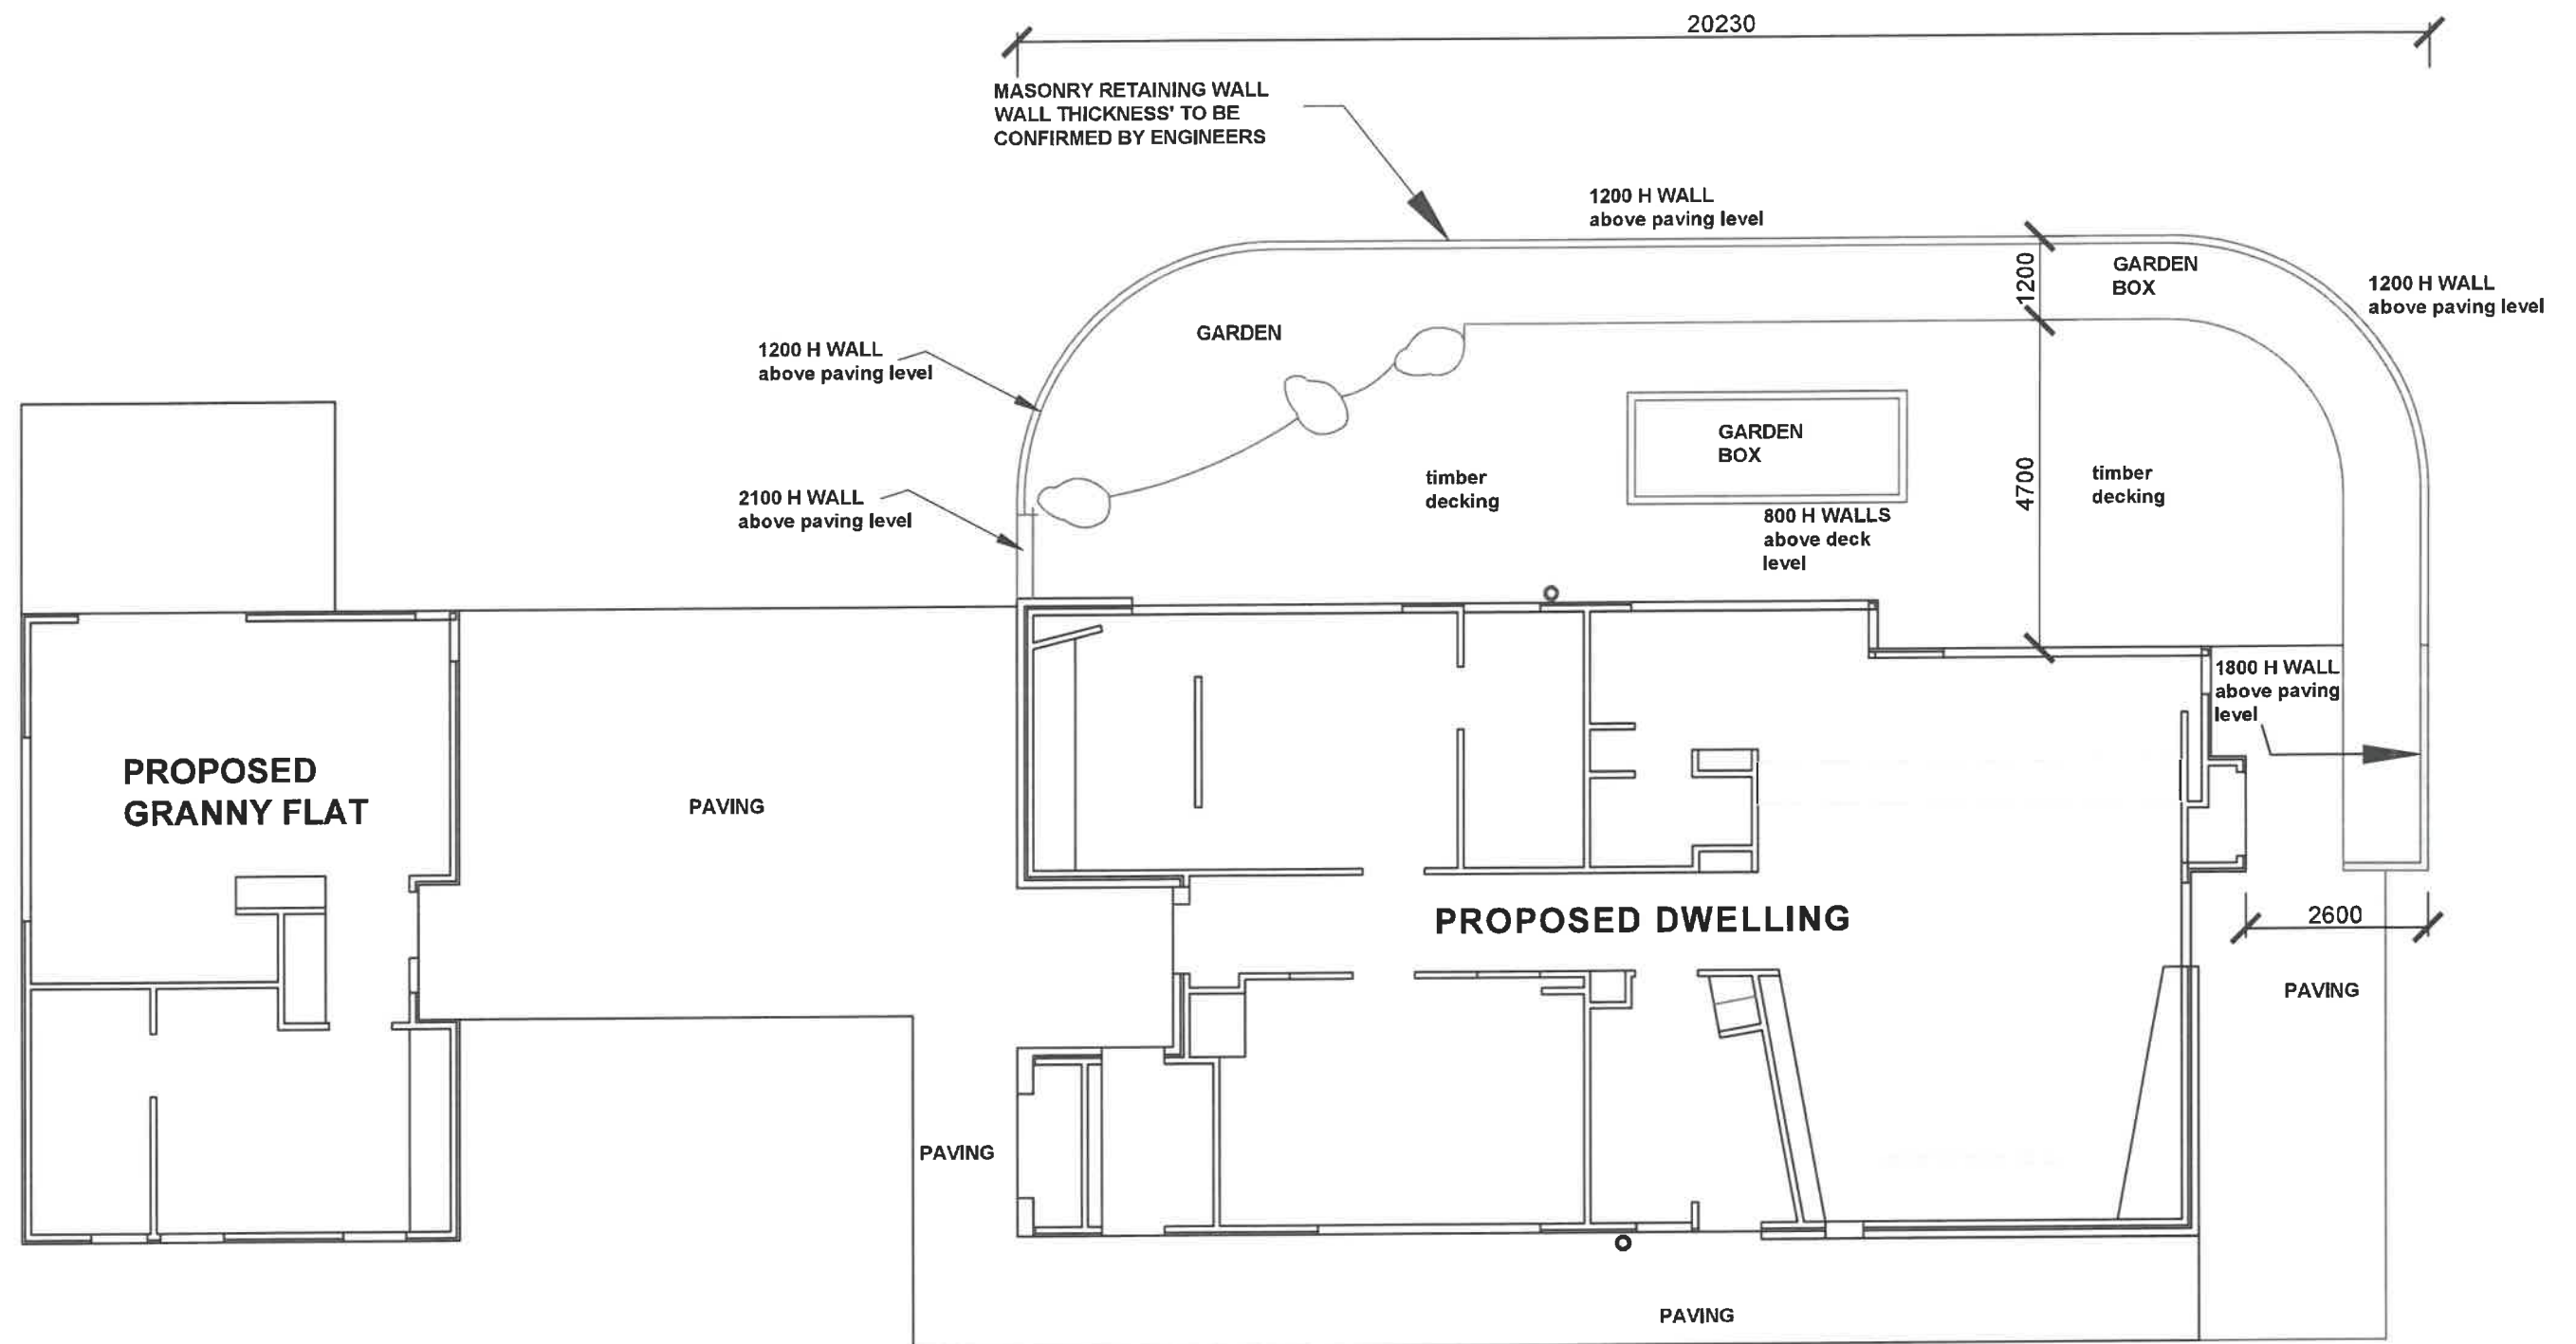 20230
MASONRY RETAINING WALL
WALL THICKNESS' TO BE
CONFIRMED BY ENGINEERS
1200 H WALL
above paving level
1200
GARDEN
BOX
1200 H WALL
above paving level
GARDEN
1200 H WALL
above paving level
GARDEN
BOX
4700
timber
decking
timber
decking
2100 H WALL
above paving level
800 H WALLS
above deck
level
1800 H WALL
above paving
level
PROPOSED
GRANNY FLAT
PAVING
PROPOSED DWELLING
2600
PAVING
PAVING
PAVING